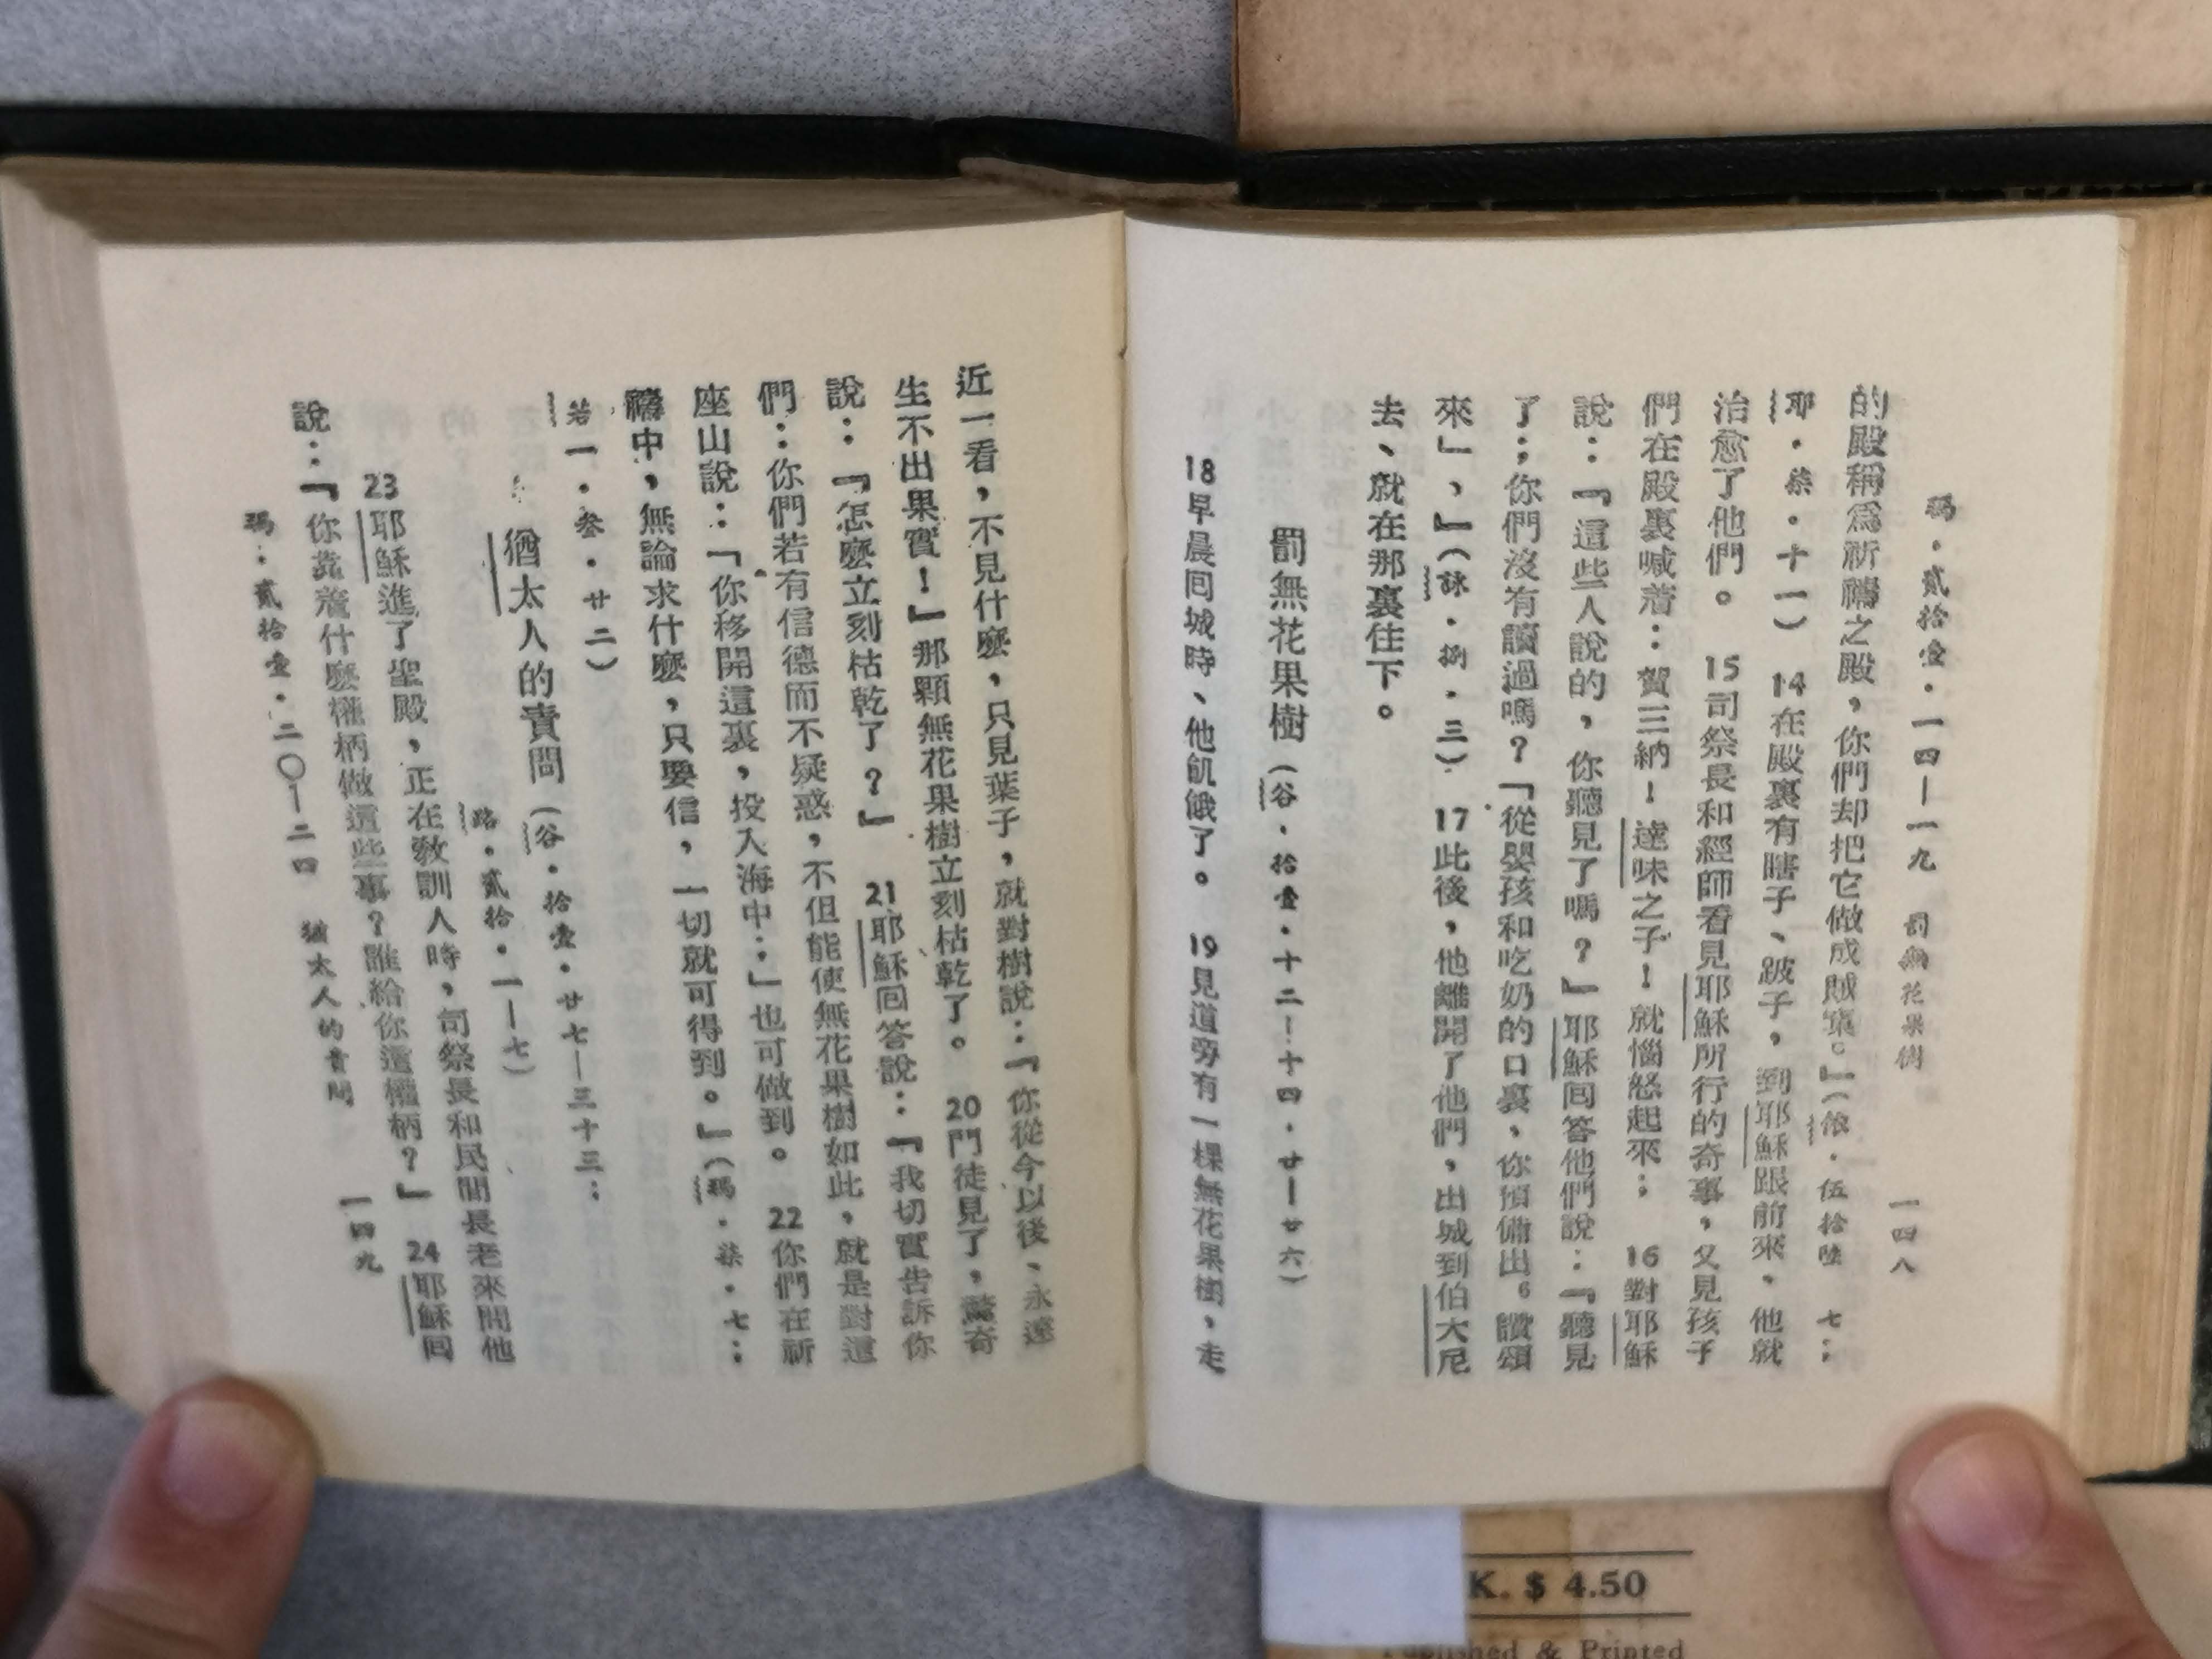 瑪．貳拾壹．一四—一九　罰無花果樹　一四八
的殿稱爲祈禱之殿，你們却把它做成賊窠。』（依．伍拾陸　七；
耶．柒．十一）　14在殿裏有瞎子、跛子，到耶穌跟前來、他就
治愈了他們。　15司祭長和經師看見耶穌所行的奇事，又見孩子
們在殿裏喊着：賀三納！達味之子！就惱怒起來；　16對耶穌
說：『這些人說的，你聽見了嗎？』耶穌囘答他們說：『聽見
了；你們沒有讀過嗎？「從嬰孩和吃奶的口裏、你預備出。讚頌
來」，』（詠．捌．三）　17此後，他離開了他們，出城到伯大尼
去、就在那裏住下。
罰無花果樹（谷．拾壹．十二—十四．廿—廿六）
18早晨囘城時、他飢餓了。　19見道旁有一棵無花果樹，走
近一看，不見什麼，只見葉子，就對樹說：『你從今以後、永遠
生不出果實！』那顆無花果樹立刻枯乾了。　20門徒見了，驚奇
說：『怎麼立刻枯乾了？』　21耶穌囘答說：『我切實告訴你
們：你們若有信德而不疑惑，不但能使無花果樹如此，就是對這
座山說：「你移開這裏，投入海中：」也可做到。　22你們在祈
禱中，無論求什麼，只要信，一切就可得到。』（瑪．柒．七；
若一．叁．廿二）
猶太人的責問（谷．拾壹．廿七—三十三；
路．貳拾．一—七）
23耶穌進了聖殿，正在敎訓人時，司祭長和民間長老來問他
說：『你靠着什麼權柄做這些事？誰給你這權柄？』　24耶穌囘
瑪：貳拾壹．二〇—二四　猶太人的責問　一四九
K. $ 4.50
Published & Printed